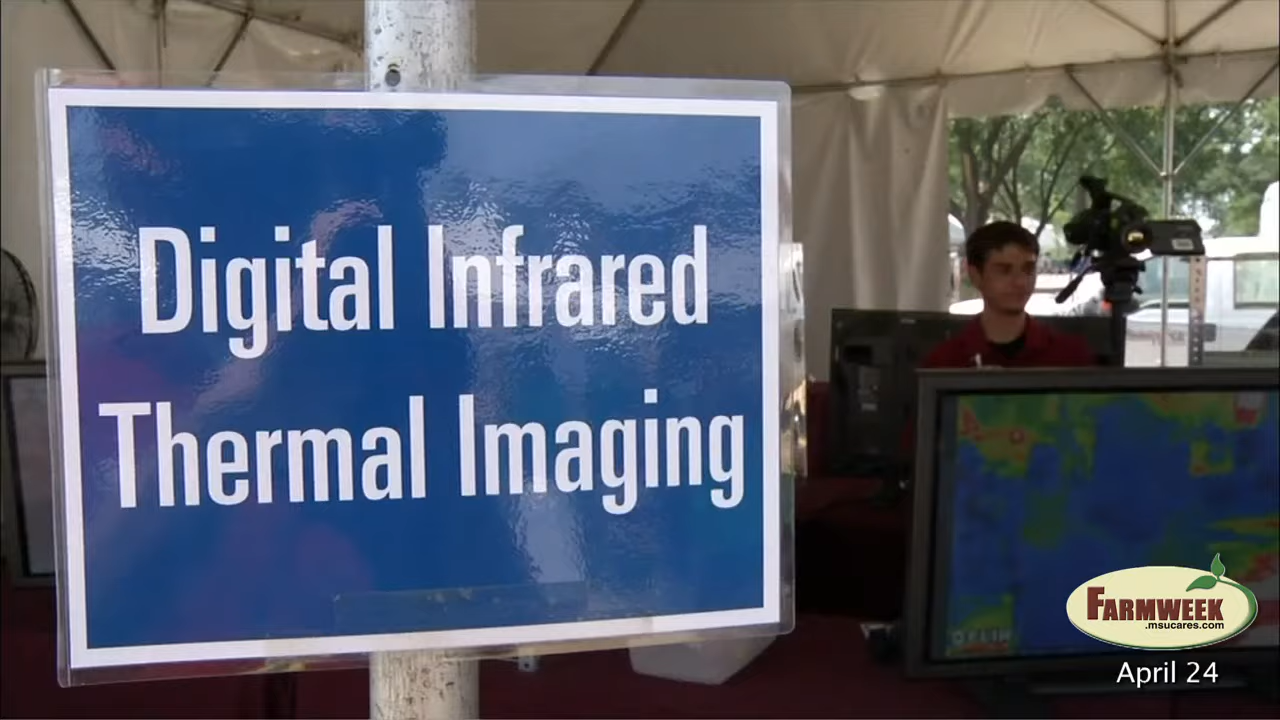 Digital Infrared
Thermal Imaging
FARMWEEK
.msucares.com
April 24